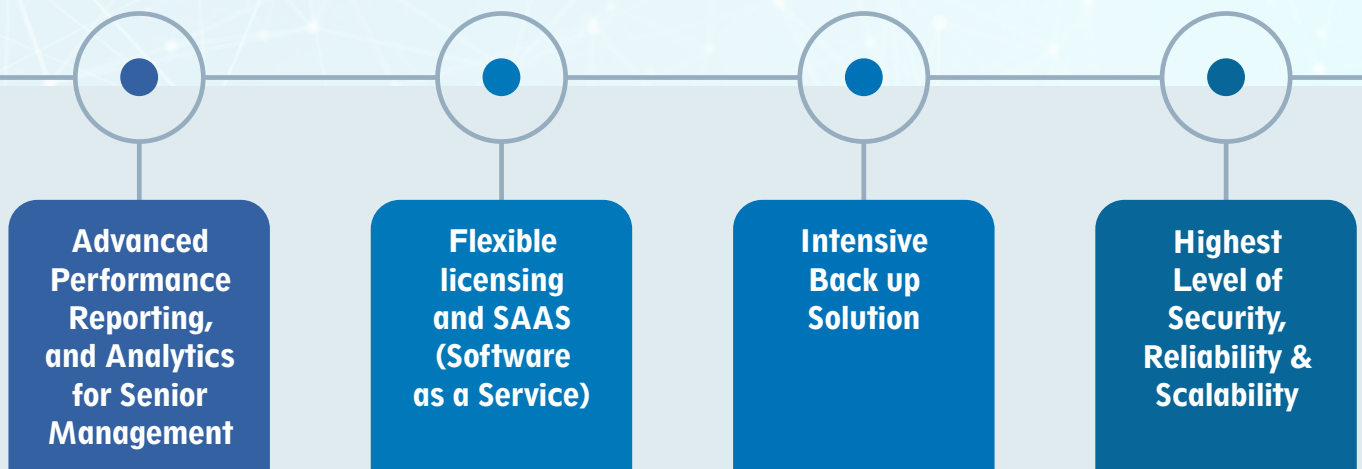 Advanced
Performance
Reporting,
and Analytics
for Senior
Management
Flexible
licensing
and SAAS
(Software
as a Service)
Intensive
Back up
Solution
Highest
Level of
Security,
Reliability &
Scalability